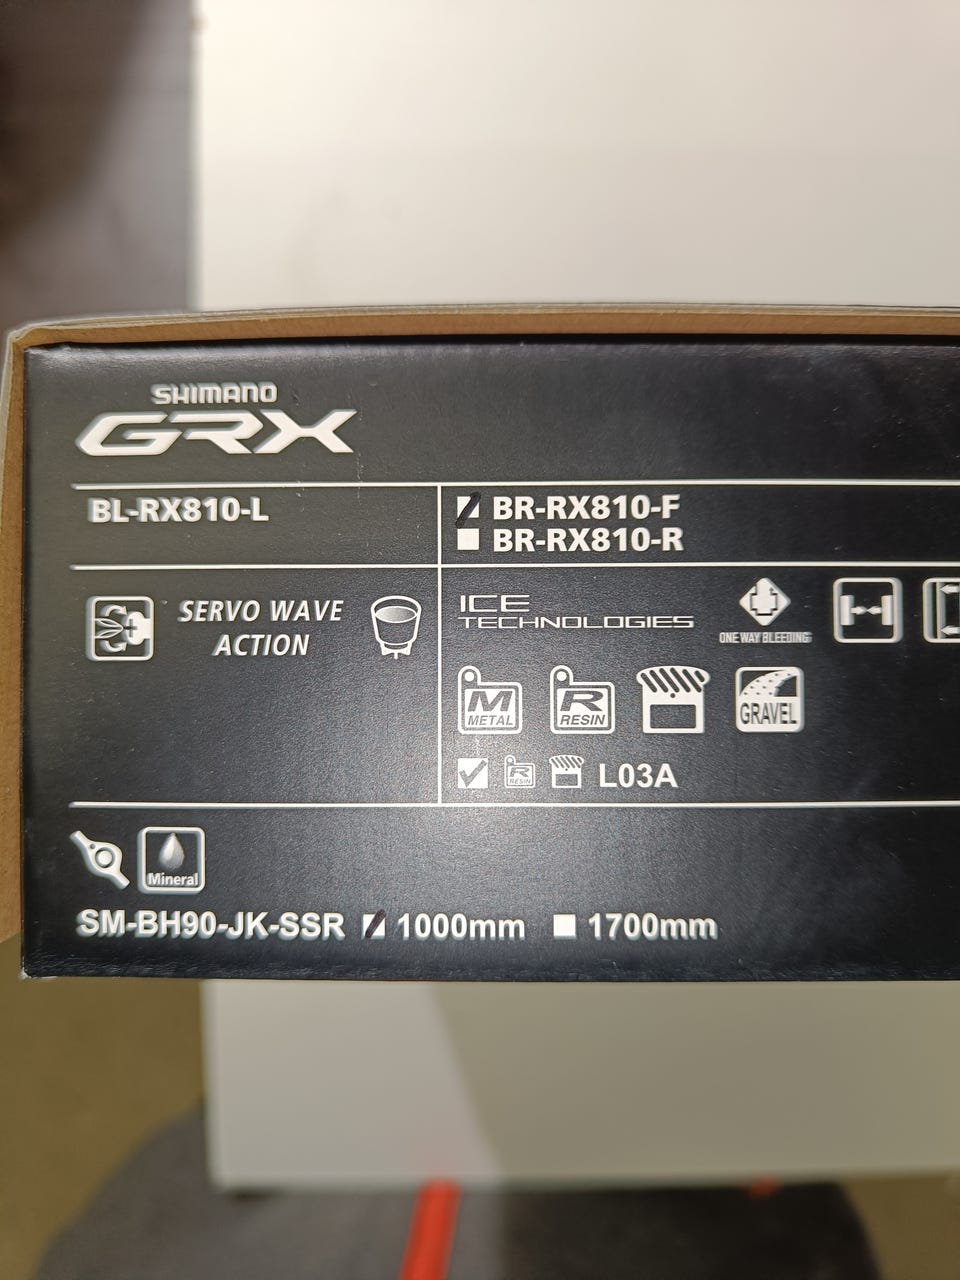 SHIMANO
GRX
BL-RX810-L
BR-RX810-F
BR-RX810-R
SERVO WAVE
ACTION
ICE
TECHNOLOGIES
ONE WAY BLEEDING
M
METAL
R
RESIN
GRAVEL
R
RESIN
L03A
Mineral
SM-BH90-JK-SSR 1000mm 1700mm